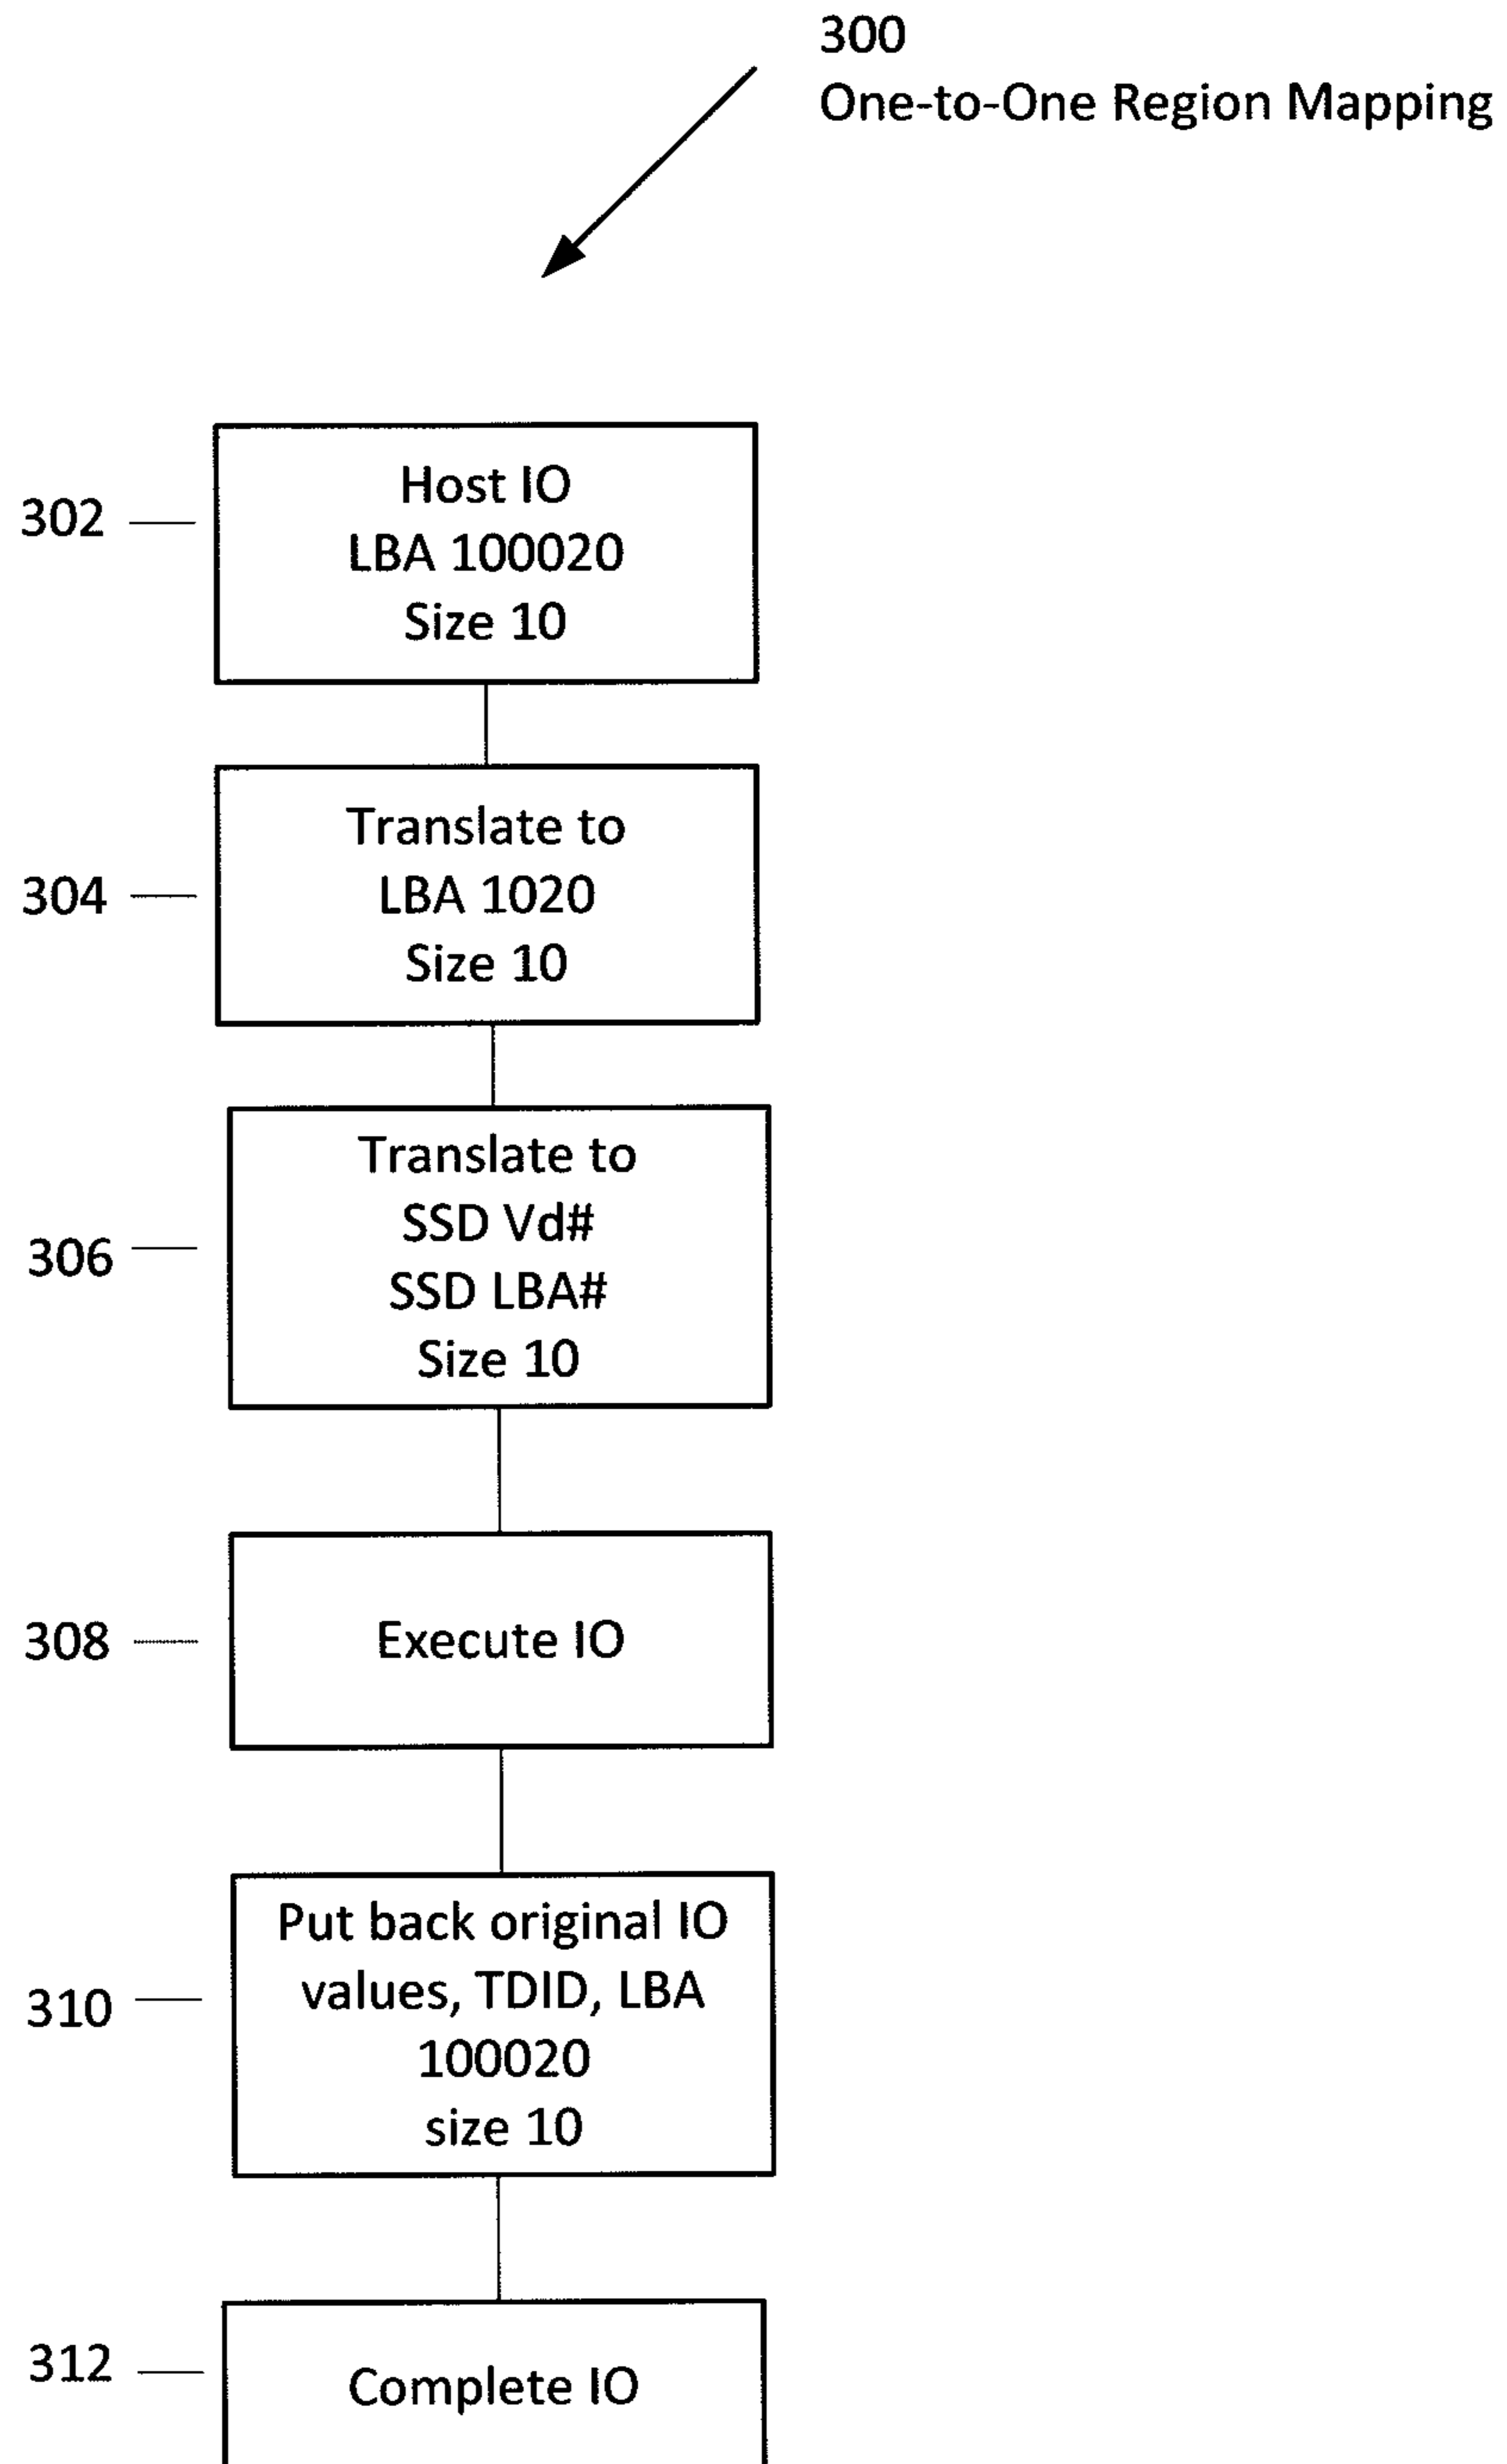 300
One-to-One Region Mapping
302
Host IO
LBA 100020
Size 10
304
Translate to
LBA 1020
Size 10
306
Translate to
SSD Vd#
SSD LBA#
Size 10
308
Execute IO
310
Put back original IO
values, TDID, LBA
100020
size 10
312
Complete IO